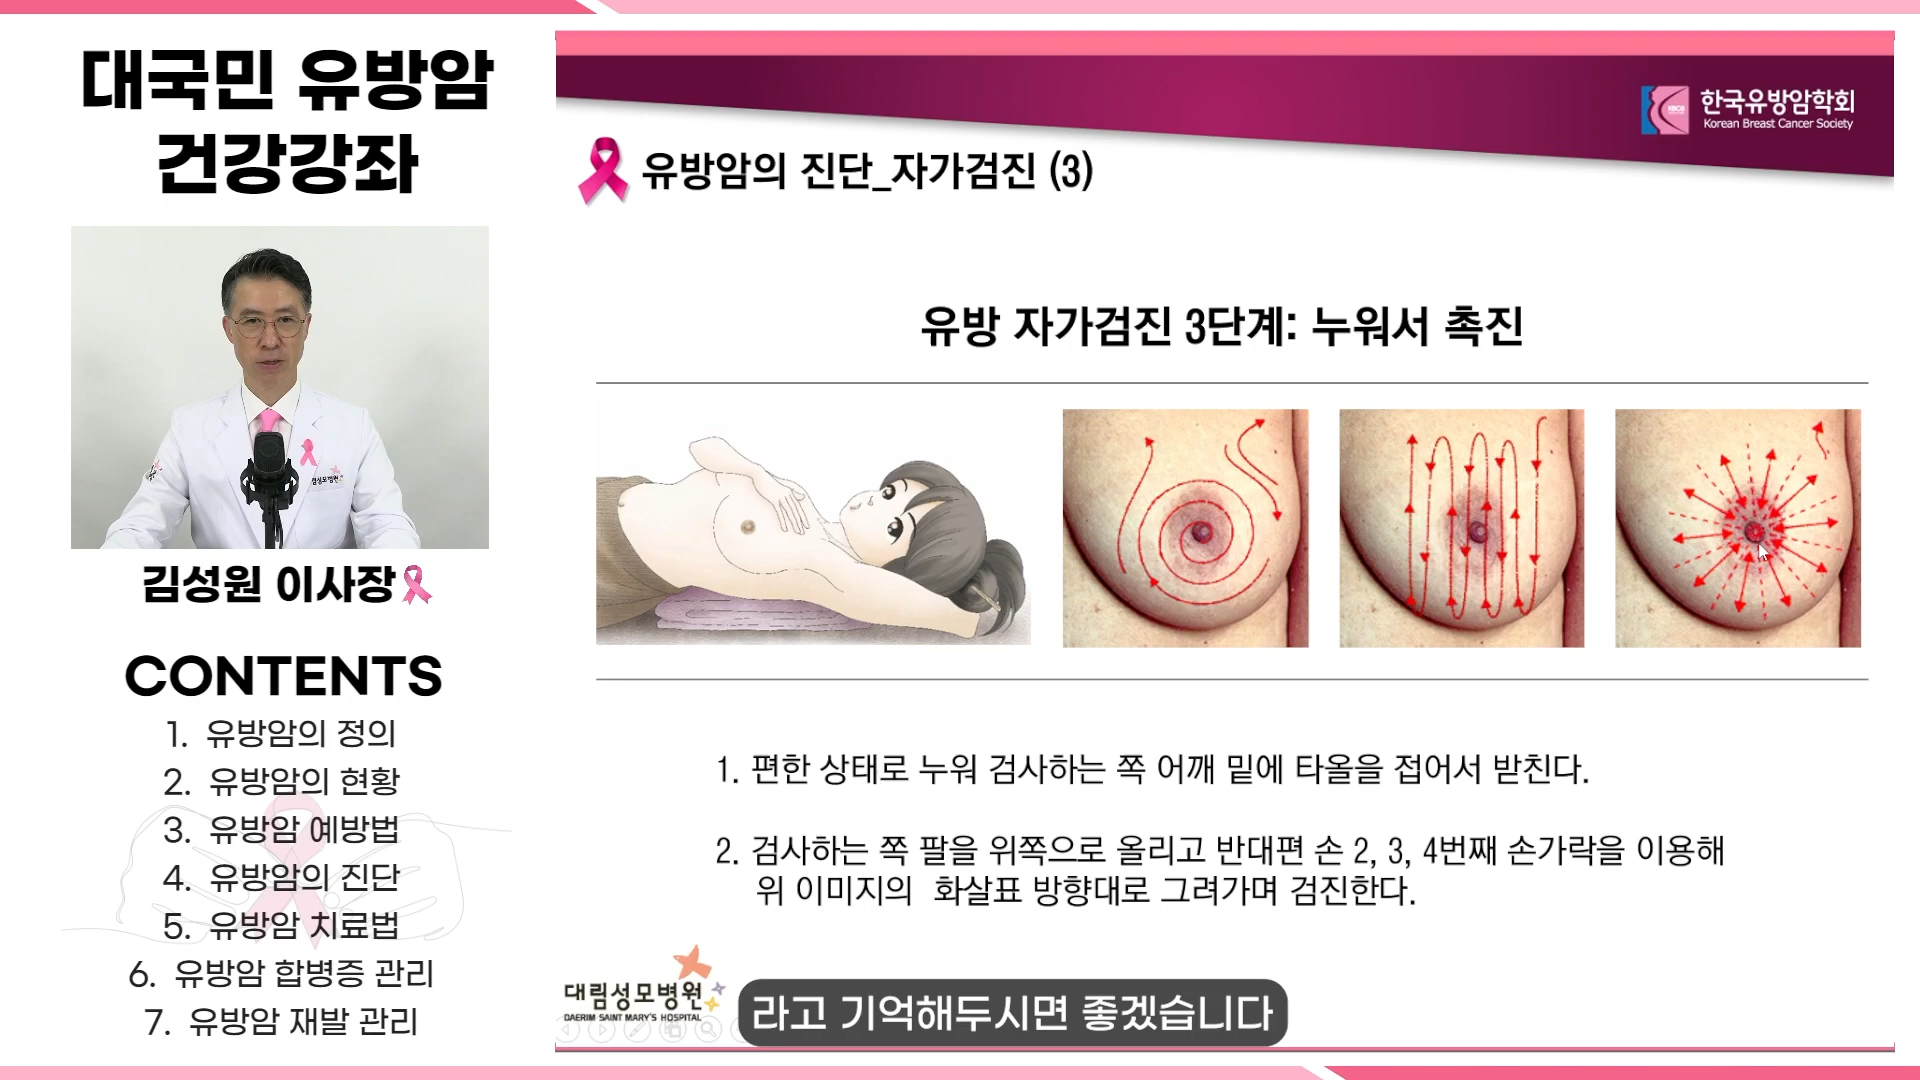 대국민 유방암
건강강좌
김성원 이사장
CONTENTS
1. 유방암의 정의
2. 유방암의 현황
3. 유방암 예방법
4. 유방암의 진단
5. 유방암 치료법
6. 유방암 합병증 관리
7. 유방암 재발 관리
한국유방암학회
Korean Breast Cancer Society
유방암의 진단_자가검진 (3)
유방 자가검진 3단계: 누워서 촉진
1. 편한 상태로 누워 검사하는 쪽 어깨 밑에 타올을 접어서 받친다.
2. 검사하는 쪽 팔을 위쪽으로 올리고 반대편 손 2, 3, 4번째 손가락을 이용해
위 이미지의 화살표 방향대로 그려가며 검진한다.
대림성모병원
DAERIM SAINT MARY'S HOSPITAL
라고 기억해두시면 좋겠습니다